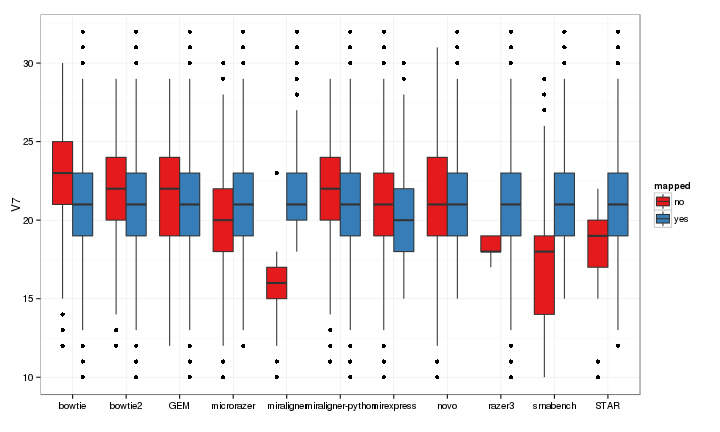 V7
30
25
20
15
10
bowtie bowtie2 GEM microrazer miraligner miraligner-python mirexpress novo razer3 srnabench STAR
mapped
no
yes